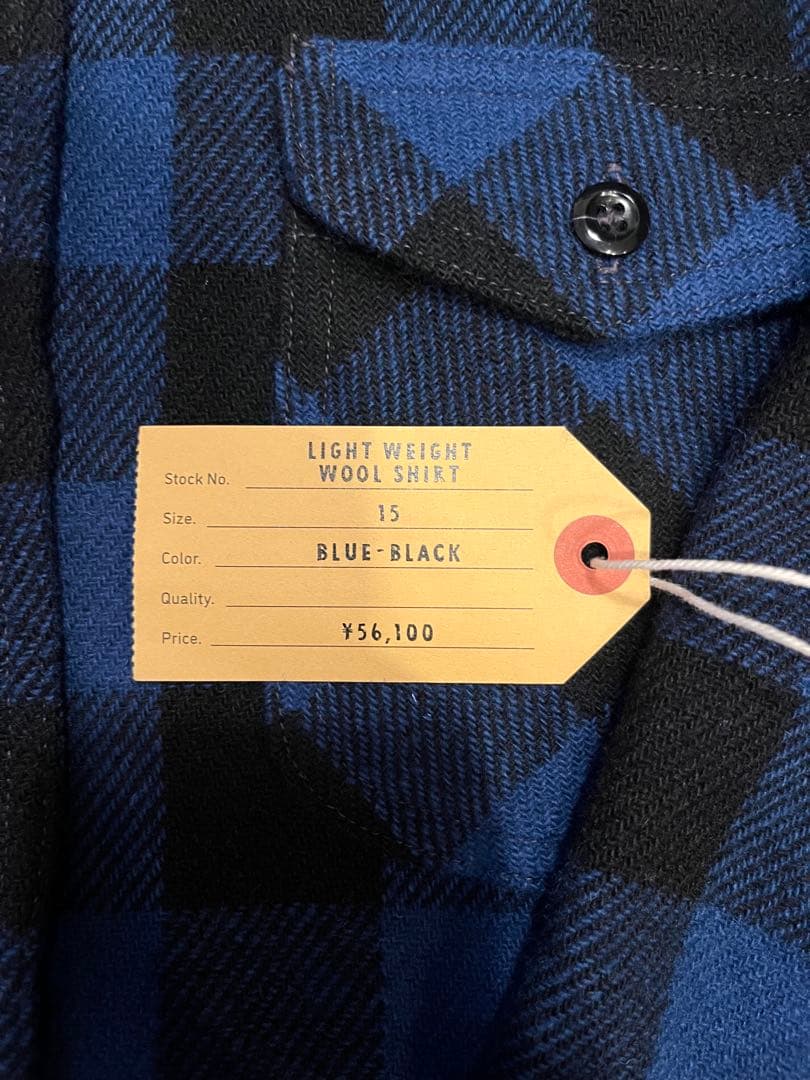 LIGHT WEIGHT
Stock No. WOOL SHIRT
Size. 15
Color. BLUE-BLACK
Quality.
Price. ¥56,100